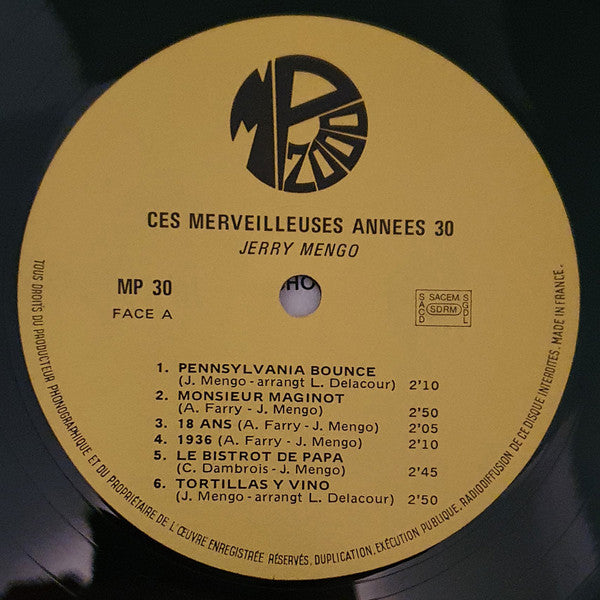 MP 2000
CES MERVEILLEUSES ANNEES 30
JERRY MENGO
MP 30
FACE A
HO
SACEM
SACD
SDRM
SGDL
1. PENNSYLVANIA BOUNCE
(J. Mengo - arrangt L. Delacour) 2'10
2. MONSIEUR MAGINOT
(A. Farry - J. Mengo) 2'50
3. 18 ANS (A. Farry - J. Mengo) 2'05
4. 1936 (A. Farry - J. Mengo) 2'10
5. LE BISTROT DE PAPA
(C. Dambrois - J. Mengo) 2'45
6. TORTILLAS Y VINO
(J. Mengo - arrangt L. Delacour) 2'50
TOUS DROITS DU PRODUCTEUR PHONOGRAPHIQUE ET DU PROPRIÉTAIRE DE L'ŒUVRE ENREGISTRÉE RÉSERVÉS, DUPLICATION, EXÉCUTION PUBLIQUE, RADIODIFFUSION DE CE DISQUE INTERDITES. MADE IN FRANCE.